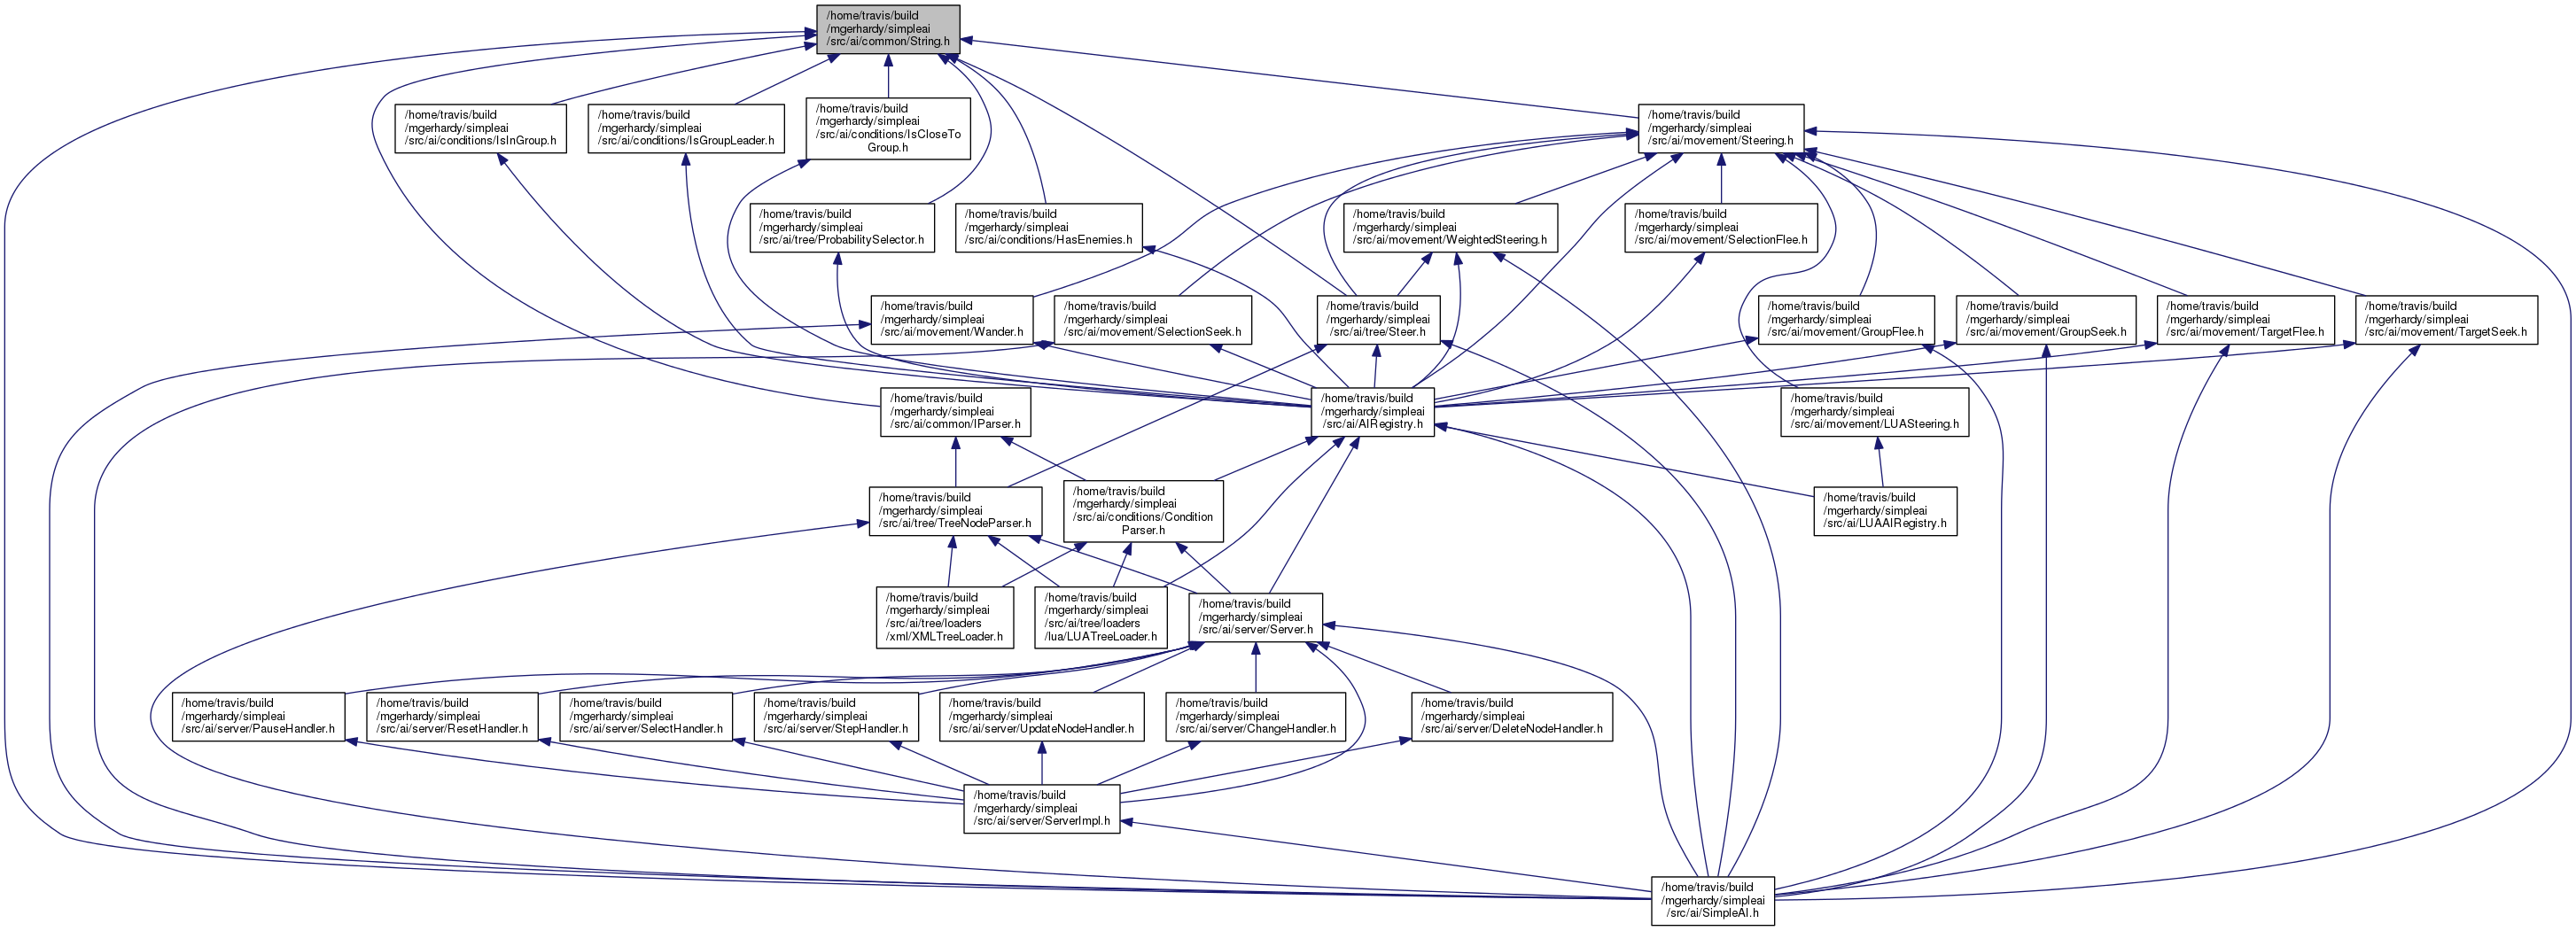 /home/travis/build
/mgerhardy/simpleai
/src/ai/common/String.h
/home/travis/build
/mgerhardy/simpleai
/src/ai/conditions/IsInGroup.h
/home/travis/build
/mgerhardy/simpleai
/src/ai/conditions/IsGroupLeader.h
/home/travis/build
/mgerhardy/simpleai
/src/ai/conditions/IsCloseTo
Group.h
/home/travis/build
/mgerhardy/simpleai
/src/ai/movement/Steering.h
/home/travis/build
/mgerhardy/simpleai
/src/ai/tree/ProbabilitySelector.h
/home/travis/build
/mgerhardy/simpleai
/src/ai/conditions/HasEnemies.h
/home/travis/build
/mgerhardy/simpleai
/src/ai/movement/WeightedSteering.h
/home/travis/build
/mgerhardy/simpleai
/src/ai/movement/SelectionFlee.h
/home/travis/build
/mgerhardy/simpleai
/src/ai/movement/Wander.h
/home/travis/build
/mgerhardy/simpleai
/src/ai/movement/SelectionSeek.h
/home/travis/build
/mgerhardy/simpleai
/src/ai/tree/Steer.h
/home/travis/build
/mgerhardy/simpleai
/src/ai/movement/GroupFlee.h
/home/travis/build
/mgerhardy/simpleai
/src/ai/movement/GroupSeek.h
/home/travis/build
/mgerhardy/simpleai
/src/ai/movement/TargetFlee.h
/home/travis/build
/mgerhardy/simpleai
/src/ai/movement/TargetSeek.h
/home/travis/build
/mgerhardy/simpleai
/src/ai/common/IParser.h
/home/travis/build
/mgerhardy/simpleai
/src/ai/AIRegistry.h
/home/travis/build
/mgerhardy/simpleai
/src/ai/movement/LUASteering.h
/home/travis/build
/mgerhardy/simpleai
/src/ai/tree/TreeNodeParser.h
/home/travis/build
/mgerhardy/simpleai
/src/ai/conditions/Condition
Parser.h
/home/travis/build
/mgerhardy/simpleai
/src/ai/LUAAIRegistry.h
/home/travis/build
/mgerhardy/simpleai
/src/ai/tree/loaders
/xml/XMLTreeLoader.h
/home/travis/build
/mgerhardy/simpleai
/src/ai/tree/loaders
/lua/LUATreeLoader.h
/home/travis/build
/mgerhardy/simpleai
/src/ai/server/Server.h
/home/travis/build
/mgerhardy/simpleai
/src/ai/server/PauseHandler.h
/home/travis/build
/mgerhardy/simpleai
/src/ai/server/ResetHandler.h
/home/travis/build
/mgerhardy/simpleai
/src/ai/server/SelectHandler.h
/home/travis/build
/mgerhardy/simpleai
/src/ai/server/StepHandler.h
/home/travis/build
/mgerhardy/simpleai
/src/ai/server/UpdateNodeHandler.h
/home/travis/build
/mgerhardy/simpleai
/src/ai/server/ChangeHandler.h
/home/travis/build
/mgerhardy/simpleai
/src/ai/server/DeleteNodeHandler.h
/home/travis/build
/mgerhardy/simpleai
/src/ai/server/ServerImpl.h
/home/travis/build
/mgerhardy/simpleai
/src/ai/SimpleAI.h